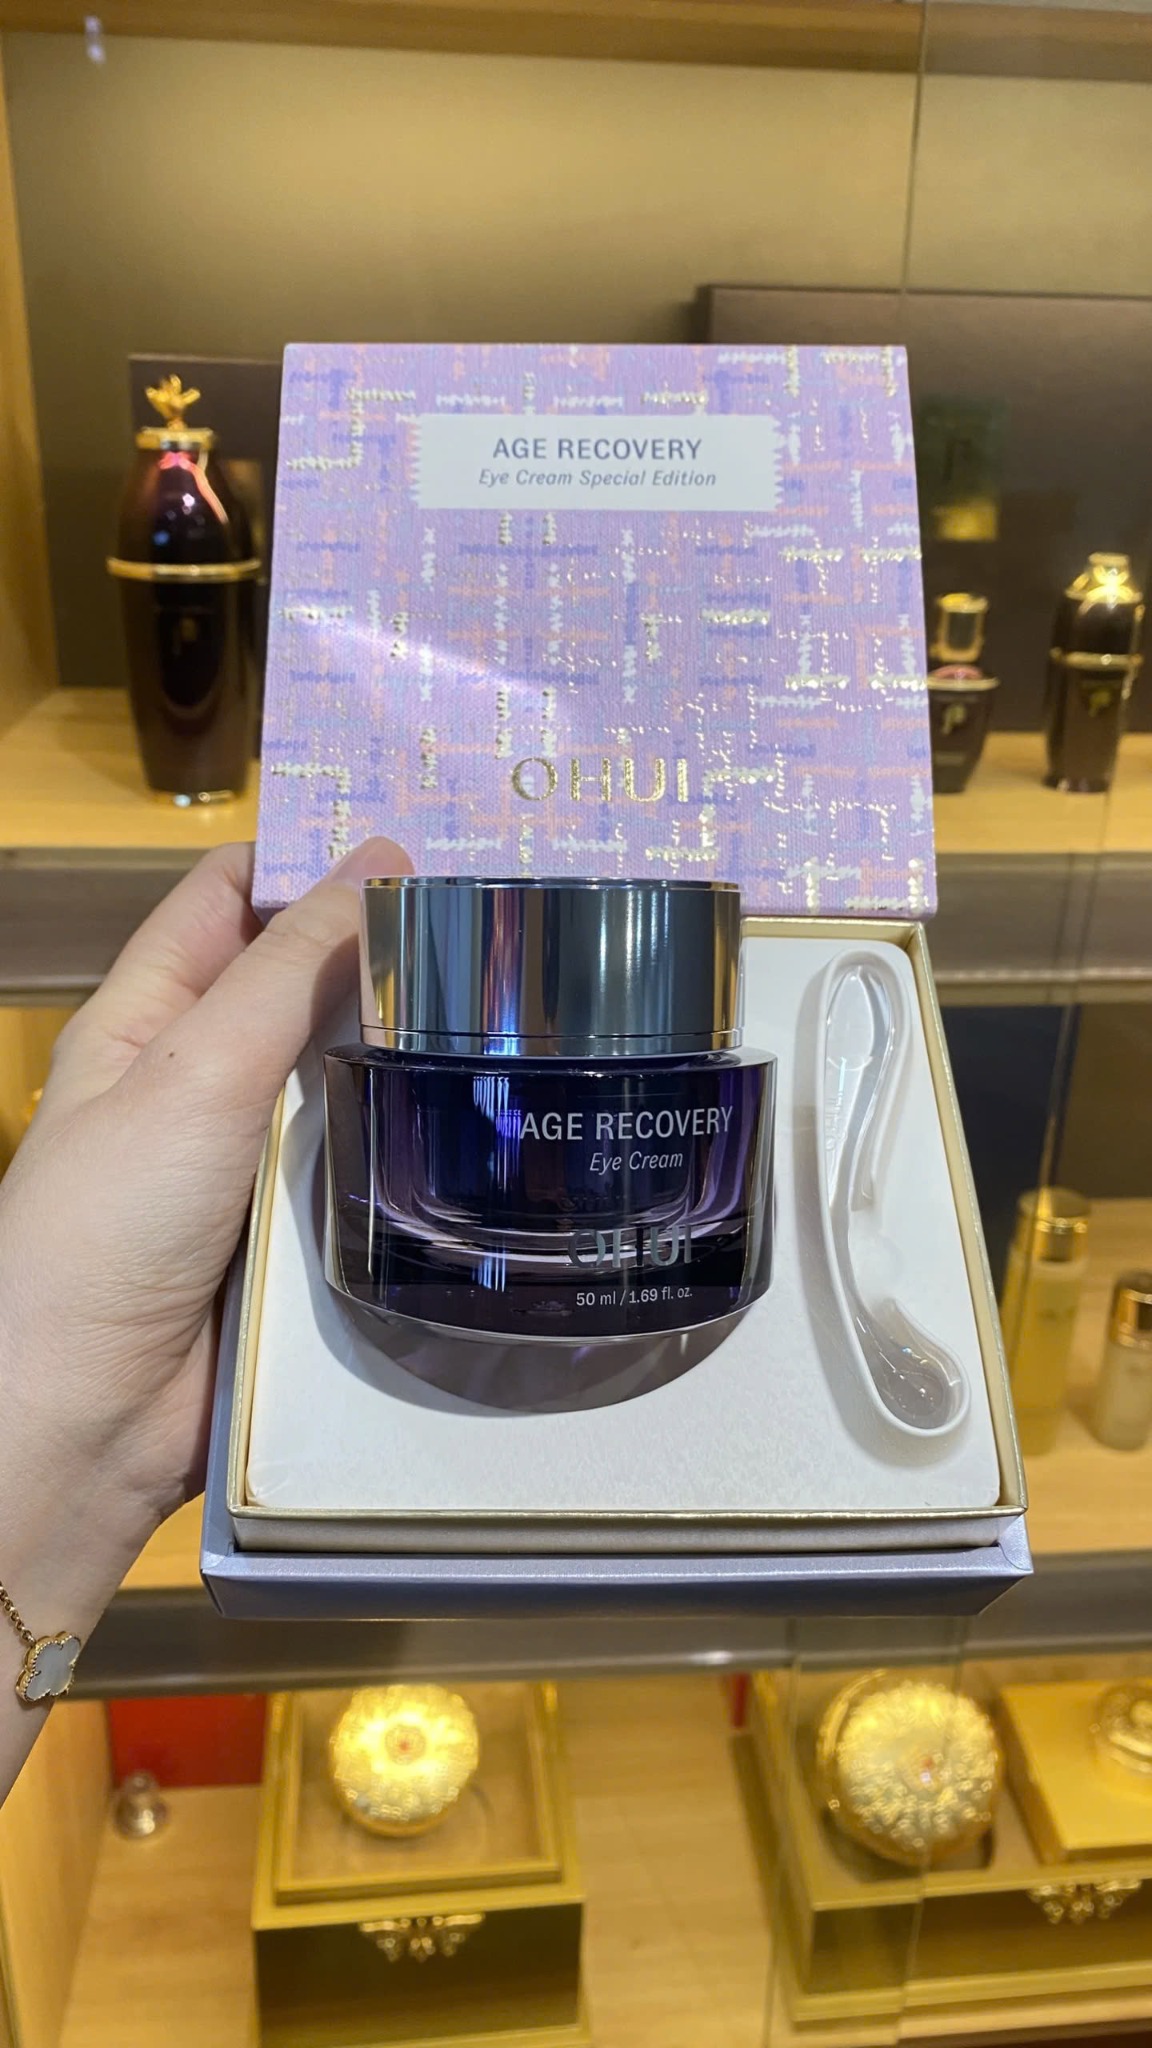 AGE RECOVERY
Eye Cream Special Edition
OHUI
AGE RECOVERY
Eye Cream
OHUI
50 ml / 1.69 fl. oz.